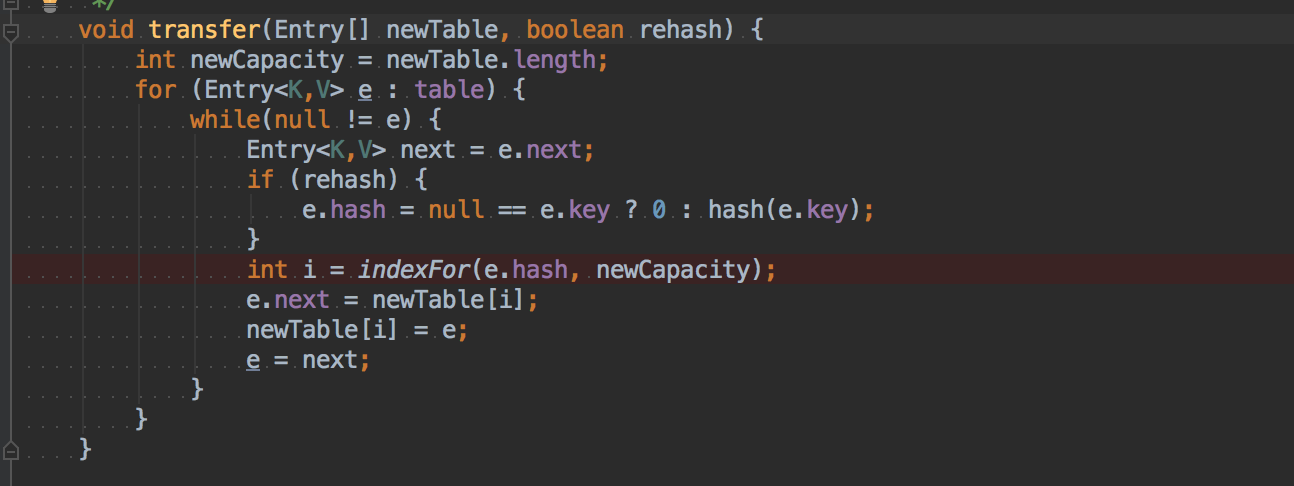 */
void transfer(Entry[] newTable, boolean rehash) {
int newCapacity = newTable.length;
for (Entry<K,V> e : table) {
while(null != e) {
Entry<K,V> next = e.next;
if (rehash) {
e.hash = null == e.key ? 0 : hash(e.key);
}
int i = indexFor(e.hash, newCapacity);
e.next = newTable[i];
newTable[i] = e;
e = next;
}
}
}